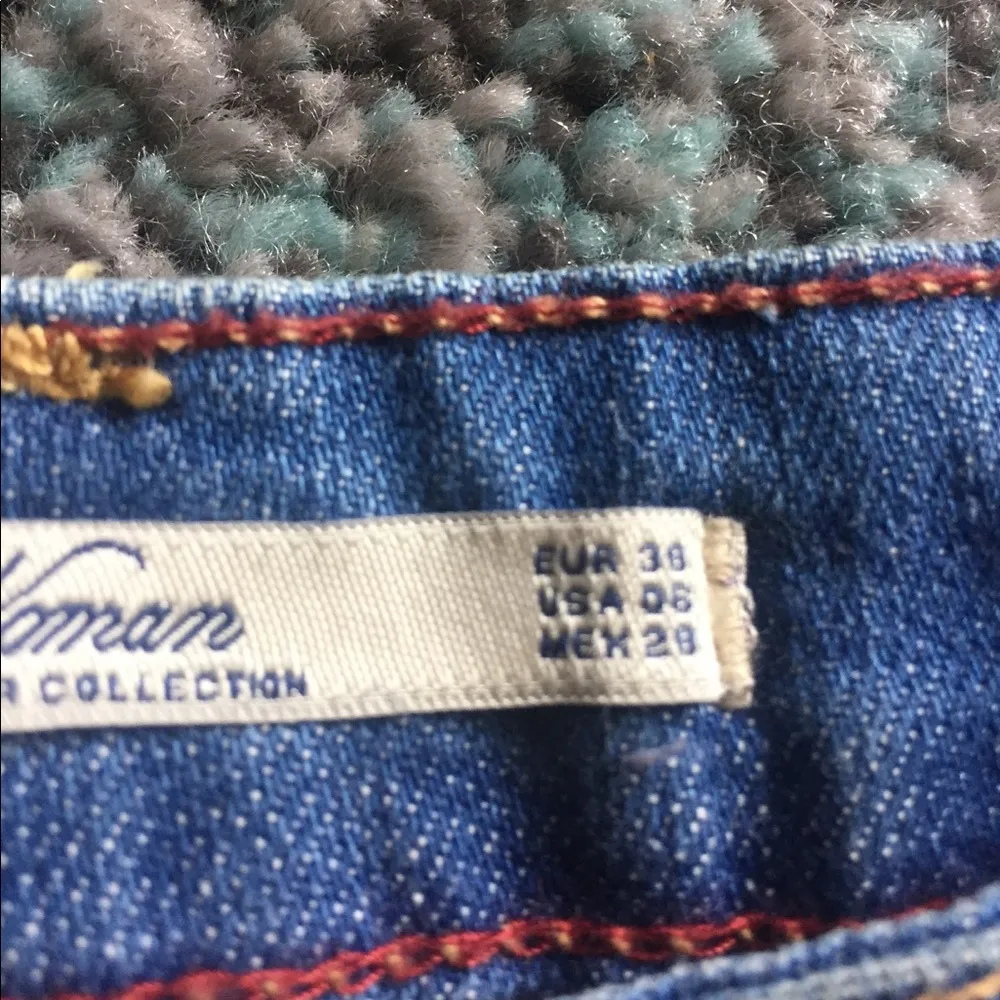 Woman
R COLLECTION
EUR 38
USA 06
MEX 28